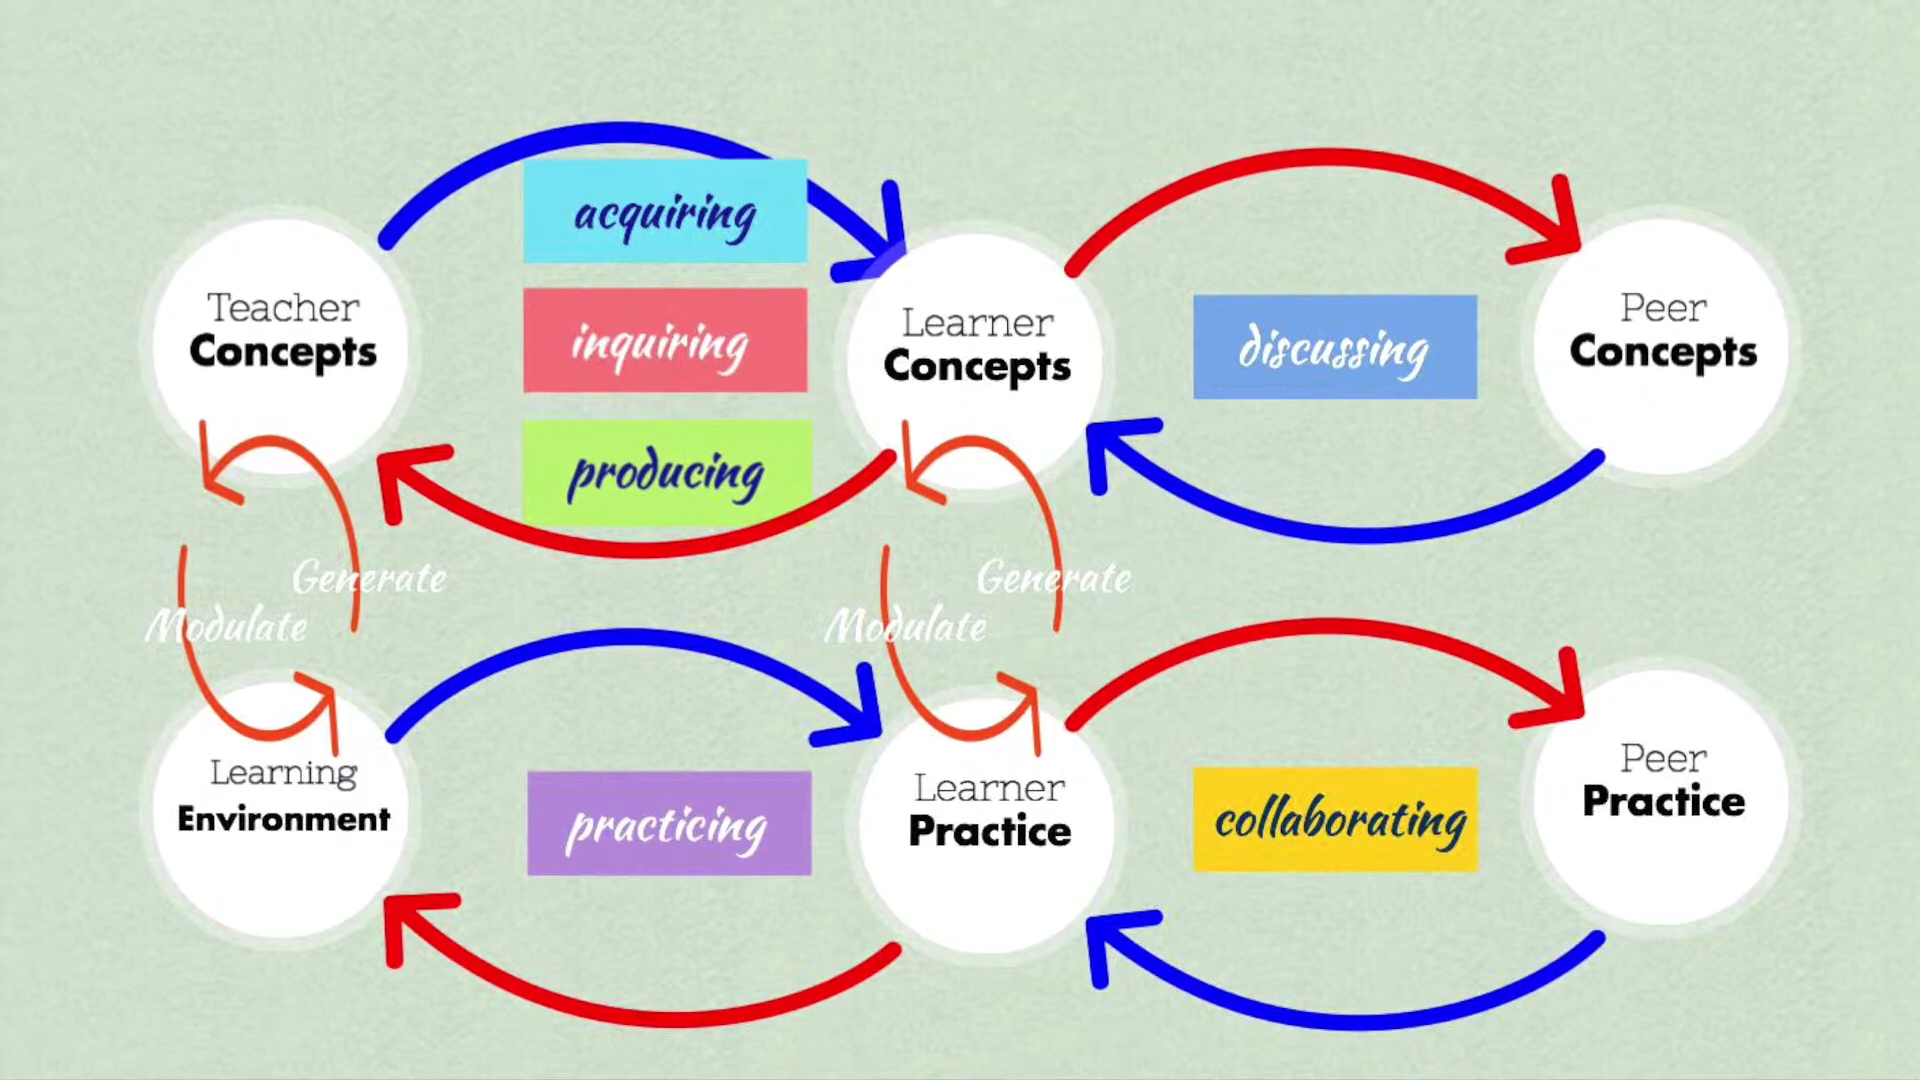 acquiring
Teacher
Concepts
inquiring
Learner
Concepts
discussing
Peer
Concepts
producing
Generate
Modulate
Generate
Modulate
Learning
Environment
practicing
Learner
Practice
collaborating
Peer
Practice